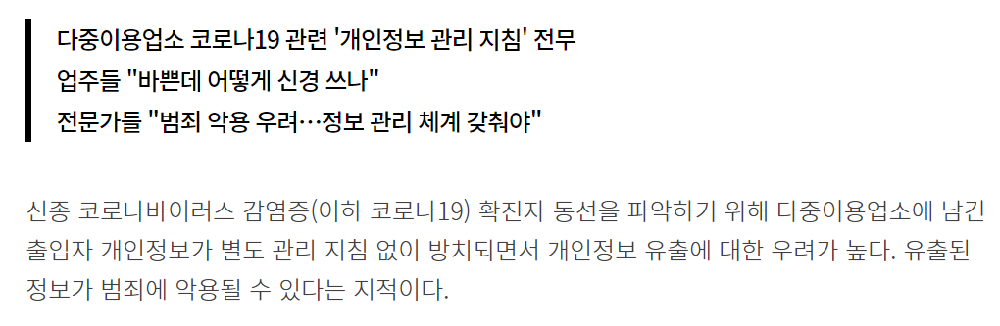 다중이용업소 코로나19 관련 '개인정보 관리 지침' 전무
업주들 "바쁜데 어떻게 신경 쓰나"
전문가들 "범죄 악용 우려…정보 관리 체계 갖춰야"
신종 코로나바이러스 감염증(이하 코로나19) 확진자 동선을 파악하기 위해 다중이용업소에 남긴
출입자 개인정보가 별도 관리 지침 없이 방치되면서 개인정보 유출에 대한 우려가 높다. 유출된
정보가 범죄에 악용될 수 있다는 지적이다.